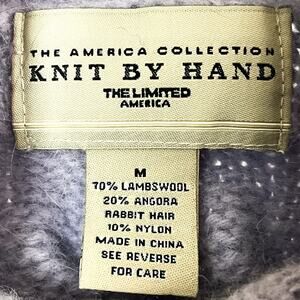 THE AMERICA COLLECTION
KNIT BY HAND
THE LIMITED
AMERICA
M
70% LAMBSWOOL
20% ANGORA
RABBIT HAIR
10% NYLON
MADE IN CHINA
SEE REVERSE
FOR CARE